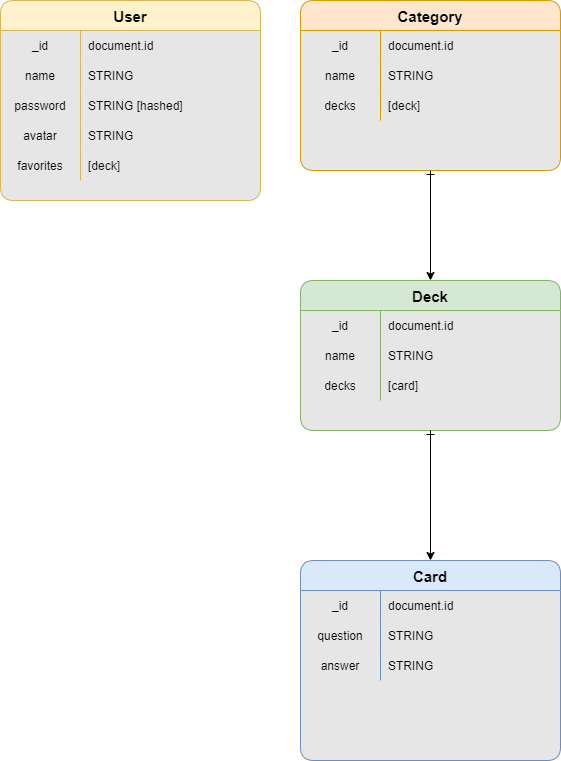 User
_id document.id
name STRING
password STRING [hashed]
avatar STRING
favorites [deck]
Category
_id document.id
name STRING
decks [deck]
Deck
_id document.id
name STRING
decks [card]
Card
_id document.id
question STRING
answer STRING